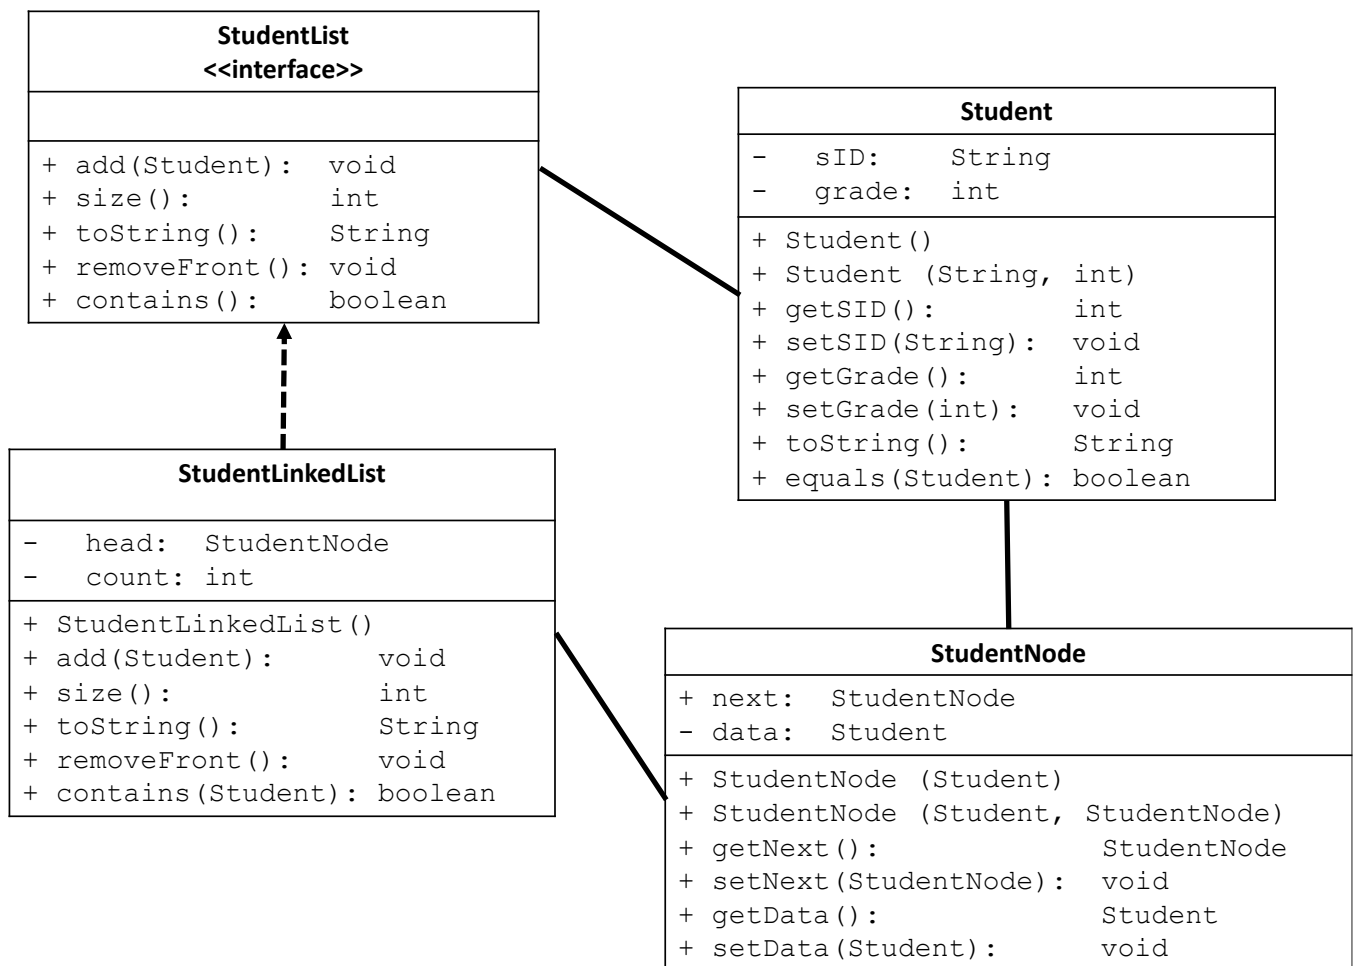 StudentList
<<interface>>
+ add(Student): void
+ size(): int
+ toString(): String
+ removeFront(): void
+ contains(): boolean
Student
- sID: String
- grade: int
+ Student()
+ Student (String, int)
+ getSID(): int
+ setSID(String): void
+ getGrade(): int
+ setGrade(int): void
+ toString(): String
+ equals(Student): boolean
StudentLinkedList
- head: StudentNode
- count: int
+ StudentLinkedList()
+ add(Student): void
+ size(): int
+ toString(): String
+ removeFront(): void
+ contains(Student): boolean
StudentNode
+ next: StudentNode
- data: Student
+ StudentNode (Student)
+ StudentNode (Student, StudentNode)
+ getNext(): StudentNode
+ setNext(StudentNode): void
+ getData(): Student
+ setData(Student): void